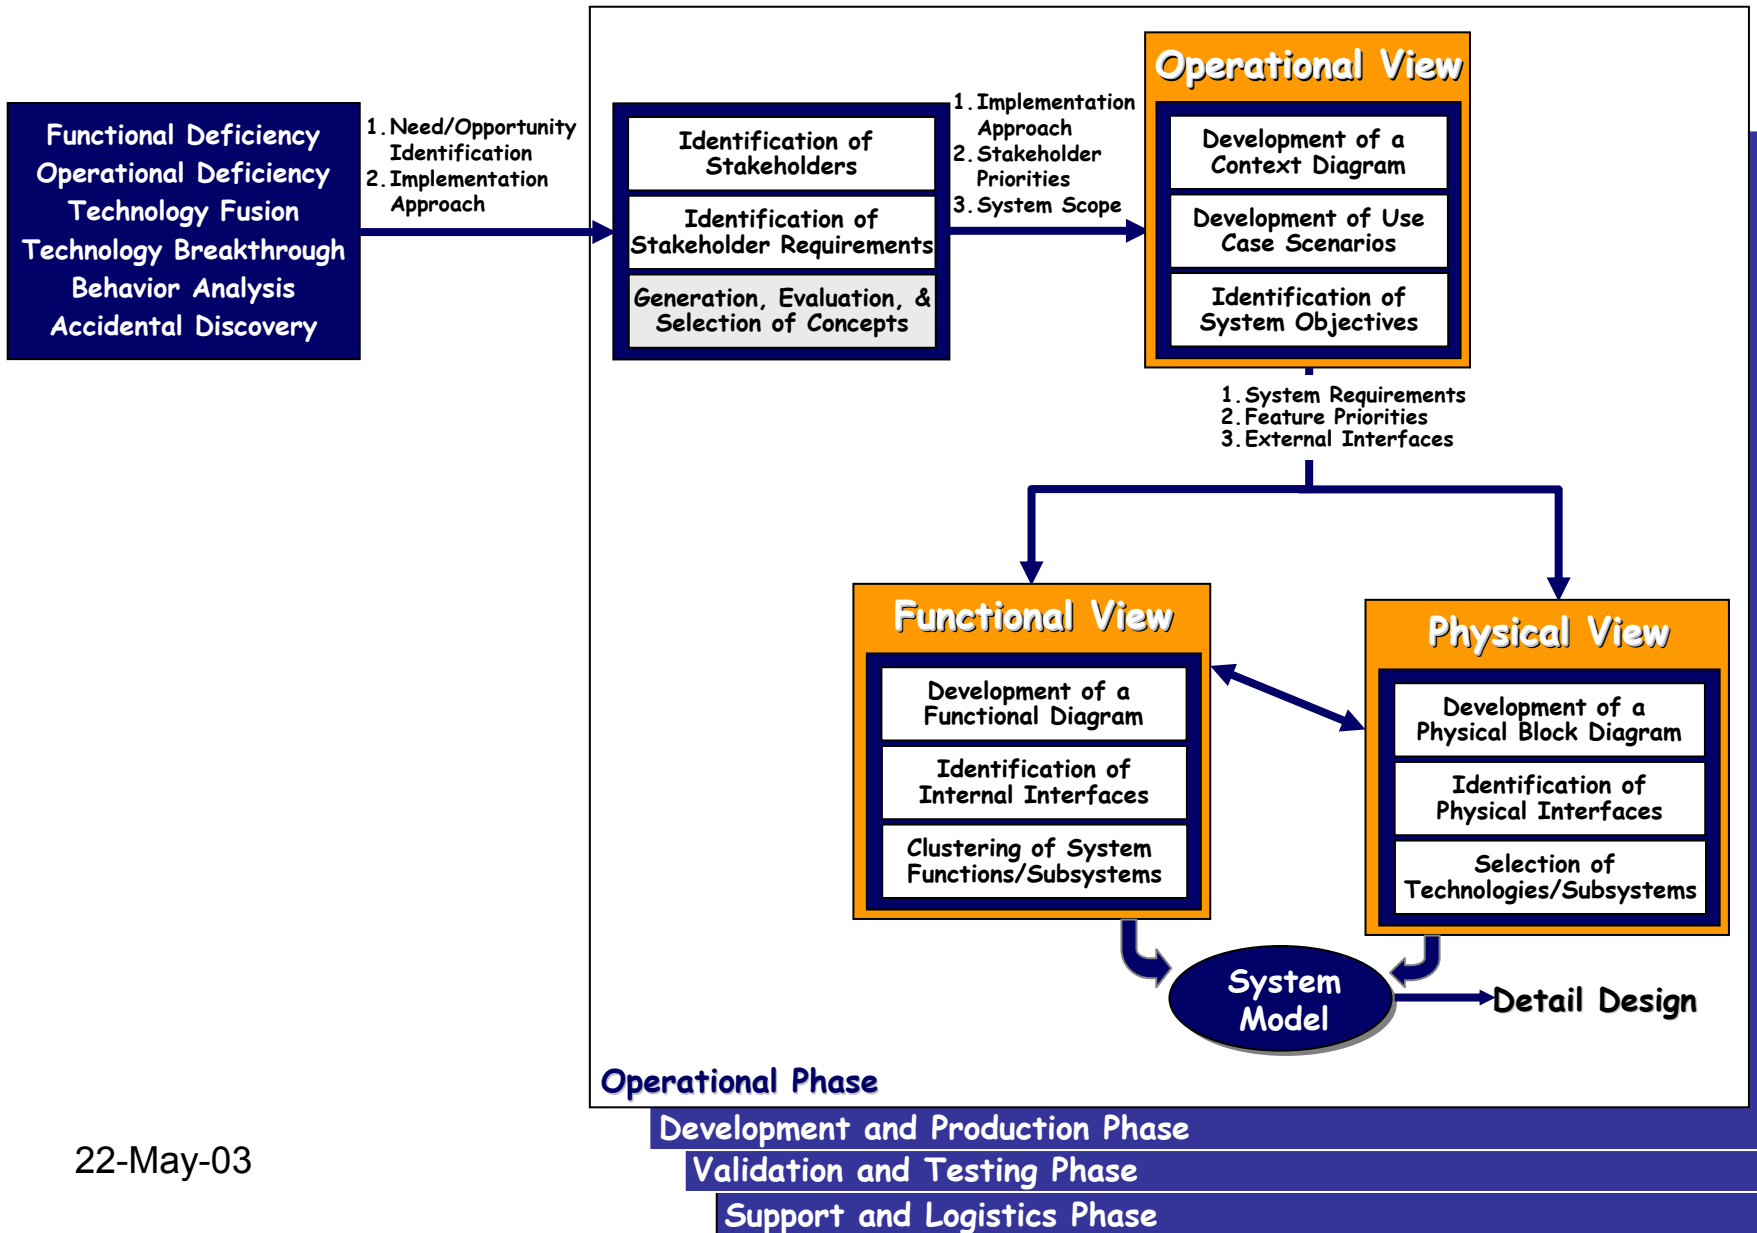 Functional Deficiency
Operational Deficiency
Technology Fusion
Technology Breakthrough
Behavior Analysis
Accidental Discovery
1. Need/Opportunity
Identification
2. Implementation
Approach
Identification of
Stakeholders
Identification of
Stakeholder Requirements
Generation, Evaluation, &
Selection of Concepts
1. Implementation
Approach
2. Stakeholder
Priorities
3. System Scope
Operational View
Development of a
Context Diagram
Development of Use
Case Scenarios
Identification of
System Objectives
1. System Requirements
2. Feature Priorities
3. External Interfaces
Functional View
Development of a
Functional Diagram
Identification of
Internal Interfaces
Clustering of System
Functions/Subsystems
Physical View
Development of a
Physical Block Diagram
Identification of
Physical Interfaces
Selection of
Technologies/Subsystems
System
Model
Detail Design
Operational Phase
Development and Production Phase
Validation and Testing Phase
Support and Logistics Phase
22-May-03